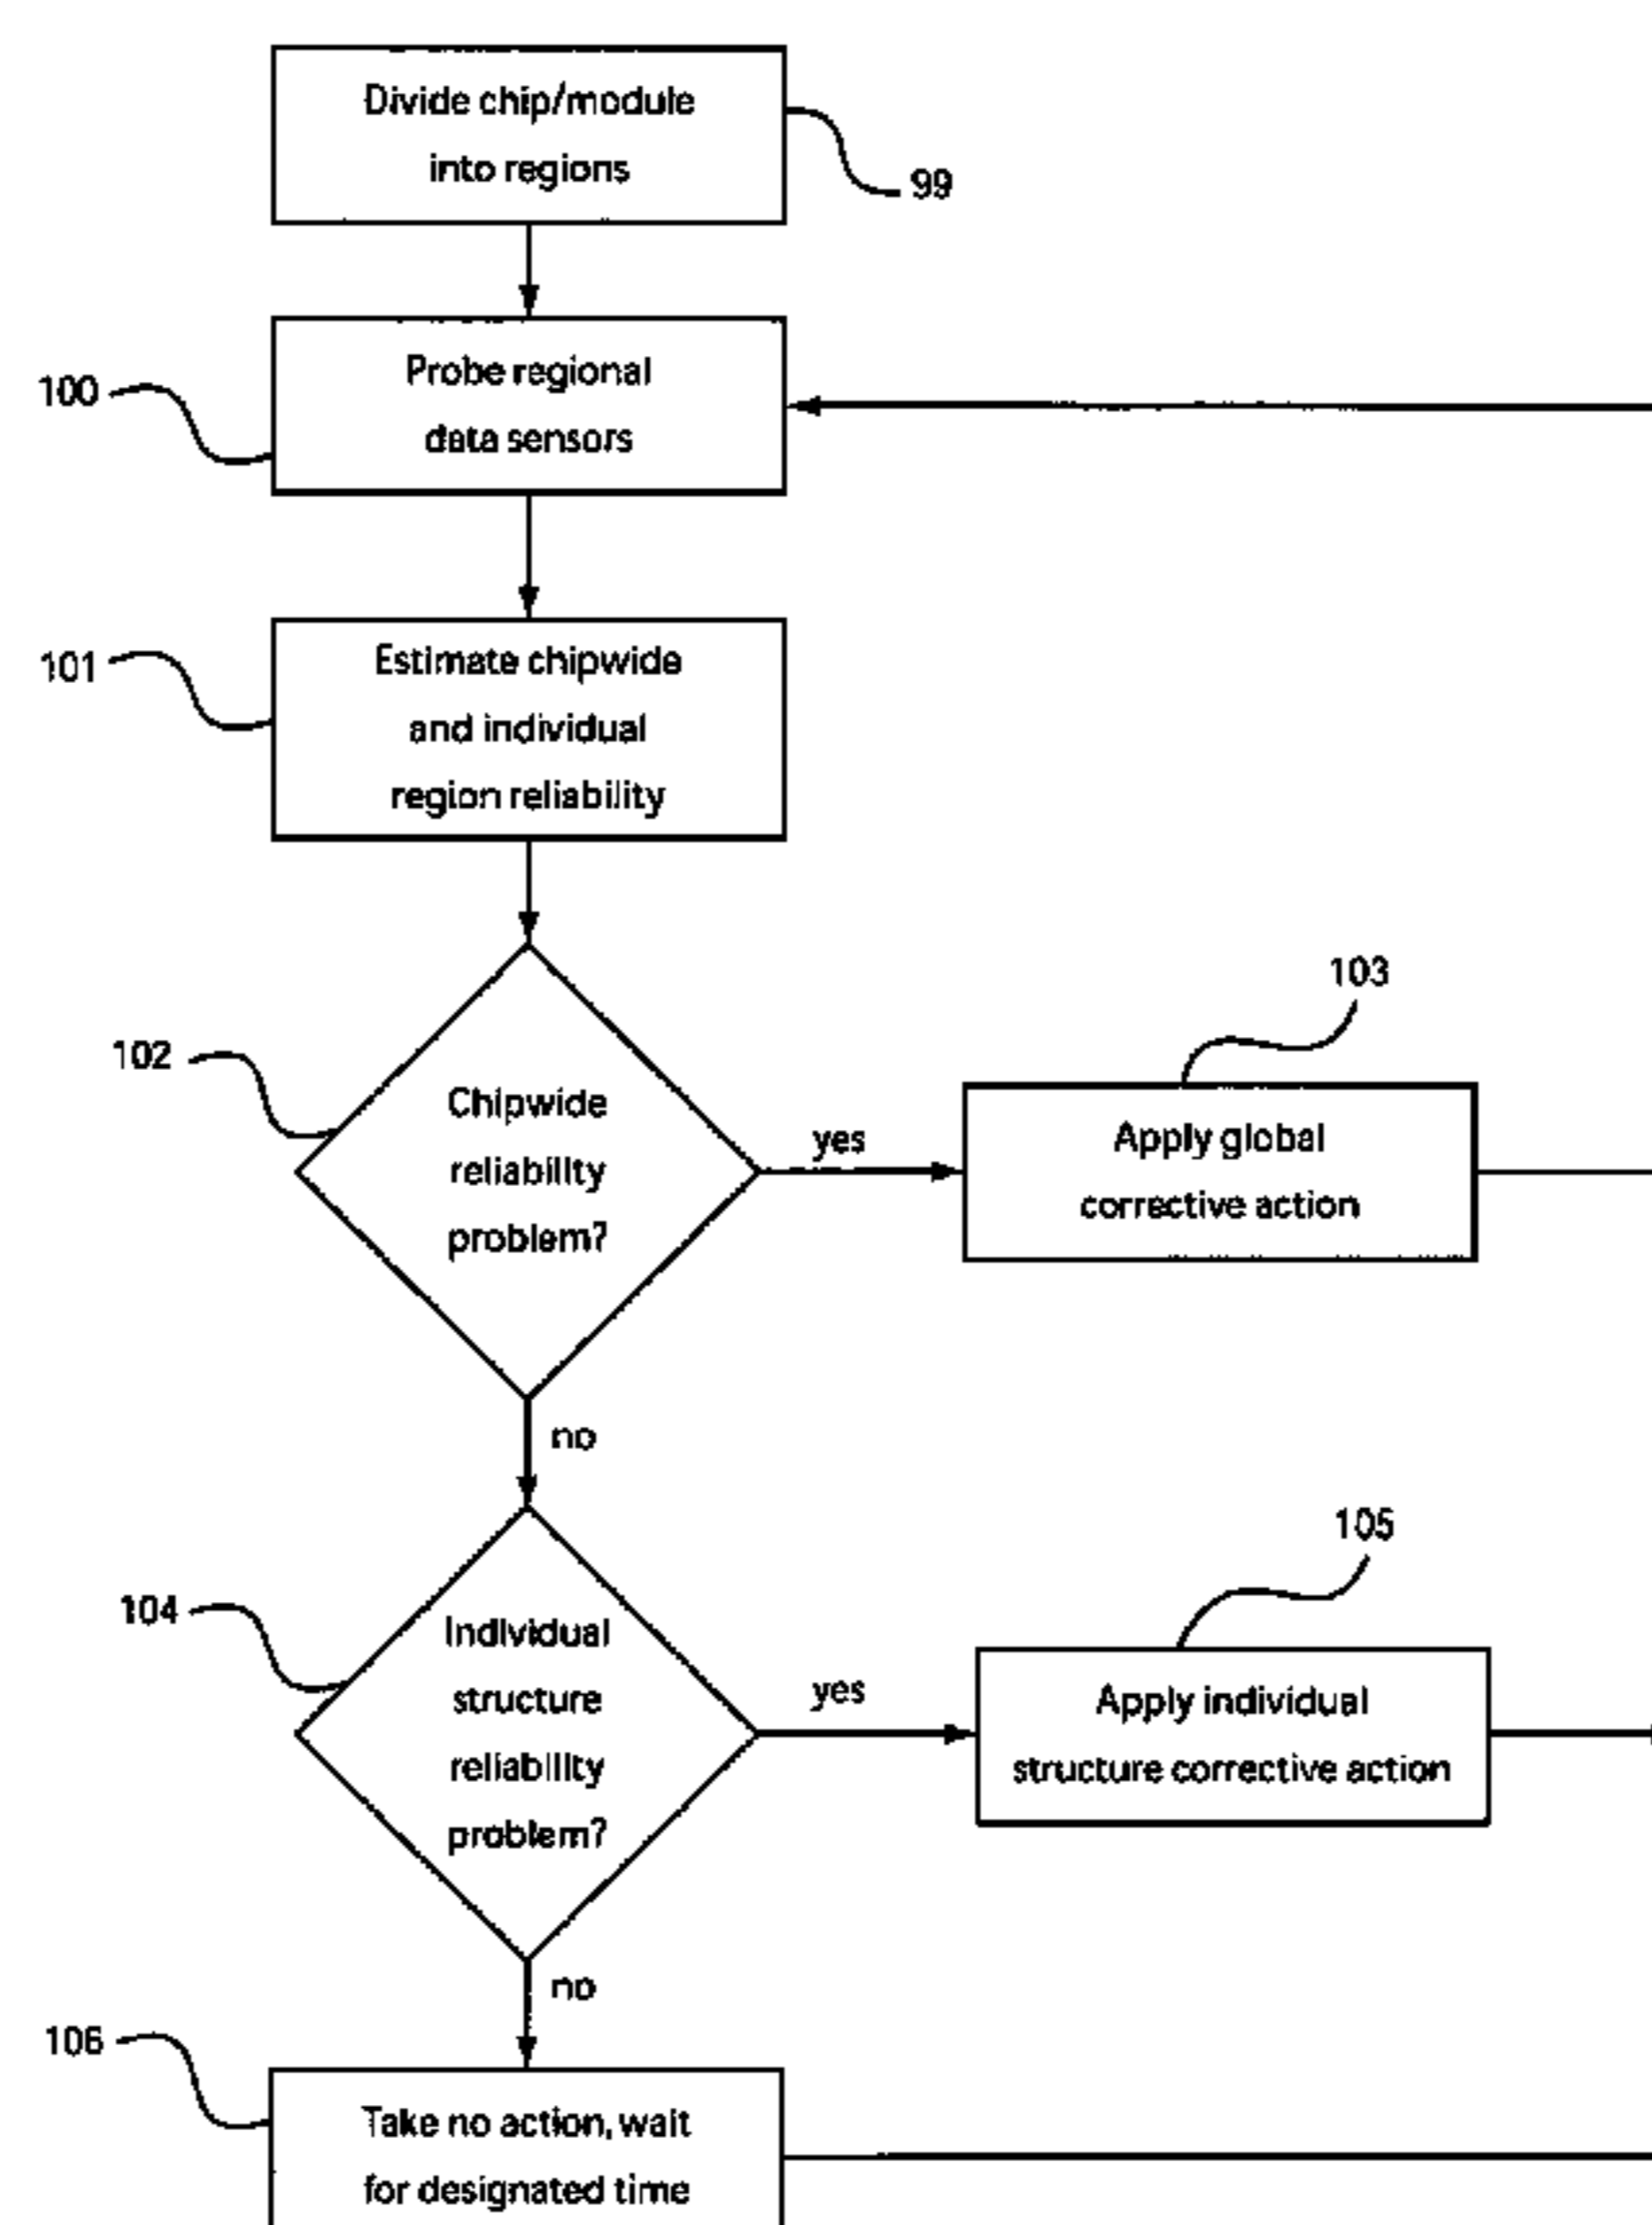 Divide chip/module
into regions
99
100
Probe regional
data sensors
101
Estimate chipwide
and individual
region reliability
102
Chipwide
reliability
problem?
yes
103
Apply global
corrective action
no
104
Individual
structure
reliability
problem?
yes
105
Apply individual
structure corrective action
no
106
Take no action, wait
for designated time